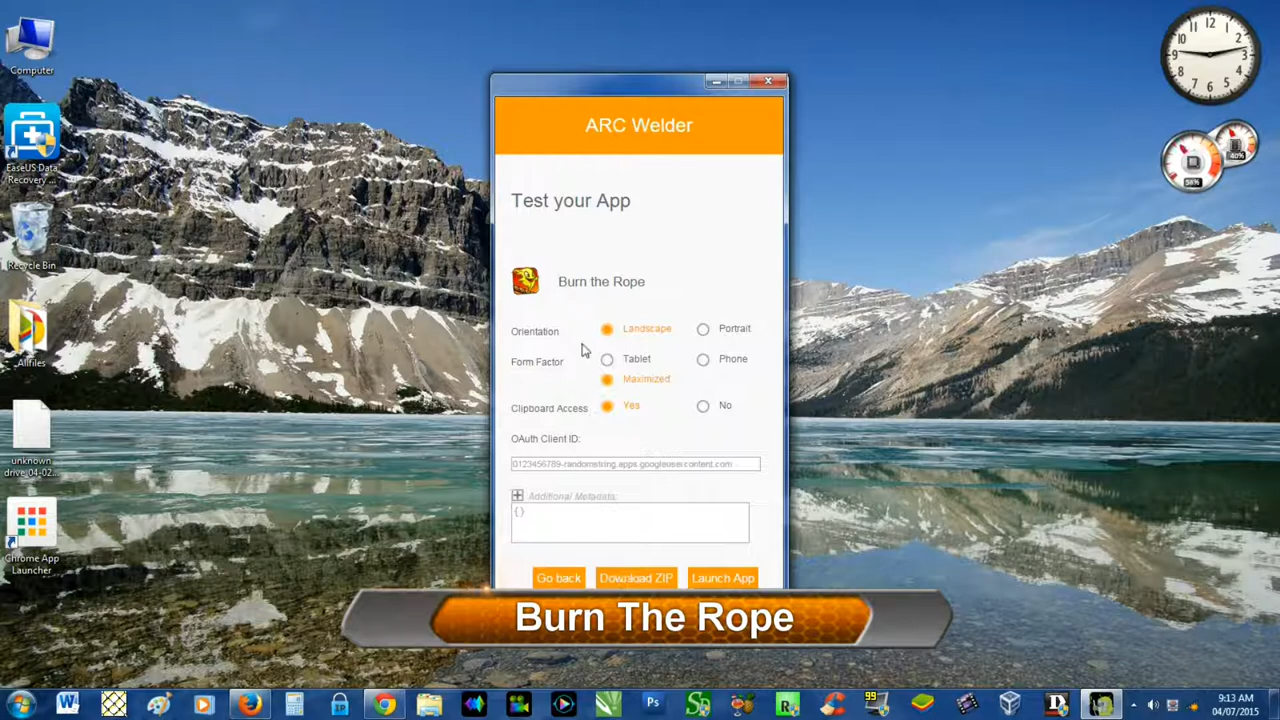 Computer
EaseUS Data
Recovery ...
Recycle Bin
Allfiles
unknown
drive_04-02...
Chrome App
Launcher
ARC Welder
Test your App
Burn the Rope
Orientation
Landscape
Portrait
Form Factor
Tablet
Phone
Maximized
Clipboard Access
Yes
No
OAuth Client ID:
0123456789-randomstring.apps.googleusercontent.com
Additional Metadata:
{}
Go back
Download ZIP
Launch App
Burn The Rope
9:13 AM
04/07/2015